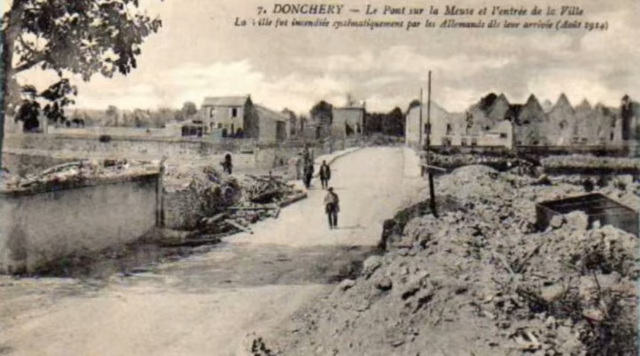 7. DONCHERY — Le Pont sur la Meuse et l'entrée de la Ville
La Ville fut incendiée systématiquement par les Allemands dès leur arrivée (Août 1914)